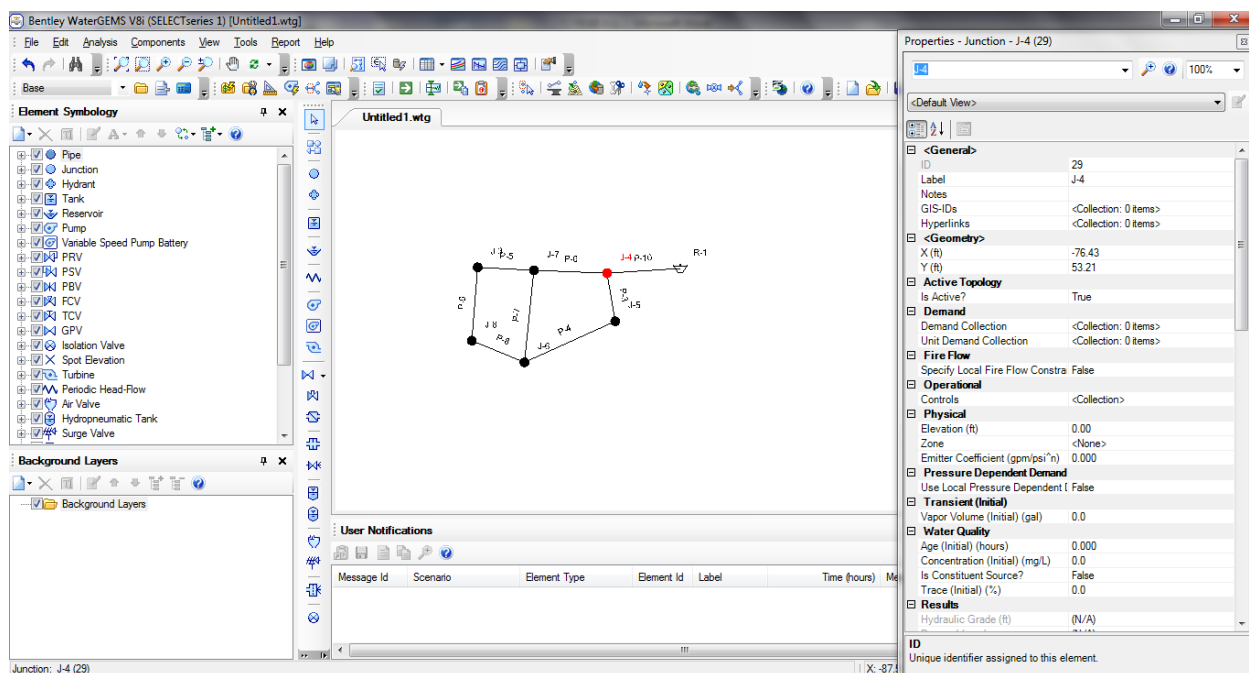 Bentley WaterGEMS V8i (SELECTseries 1) [Untitled1.wtg]
File Edit Analysis Components View Tools Report Help
Base
Element Symbology
Pipe
Junction
Hydrant
Tank
Reservoir
Pump
Variable Speed Pump Battery
PRV
PSV
PBV
FCV
TCV
GPV
Isolation Valve
Spot Elevation
Turbine
Periodic Head-Flow
Air Valve
Hydropneumatic Tank
Surge Valve
Background Layers
Background Layers
Untitled1.wtg
P-5 J-7 J-4 P-10 R-1
P-3
J-5
P-7
P-4
P-8
J-6
User Notifications
Message Id Scenario Element Type Element Id Label Time (hours)
Junction: J-4 (29)
Properties - Junction - J-4 (29)
J-4
100%
<Default View>
<General>
ID 29
Label J-4
Notes
GIS-IDs <Collection: 0 items>
Hyperlinks <Collection: 0 items>
<Geometry>
X (ft) -76.43
Y (ft) 53.21
Active Topology
Is Active? True
Demand
Demand Collection <Collection: 0 items>
Unit Demand Collection <Collection: 0 items>
Fire Flow
Specify Local Fire Flow Constra False
Operational
Controls <Collection>
Physical
Elevation (ft) 0.00
Zone <None>
Emitter Coefficient (gpm/psi^n) 0.000
Pressure Dependent Demand
Use Local Pressure Dependent False
Transient (Initial)
Vapor Volume (Initial) (gal) 0.0
Water Quality
Age (Initial) (hours) 0.000
Concentration (Initial) (mg/L) 0.0
Is Constituent Source? False
Trace (Initial) (%) 0.0
Results
Hydraulic Grade (ft) (N/A)
ID
Unique identifier assigned to this element.